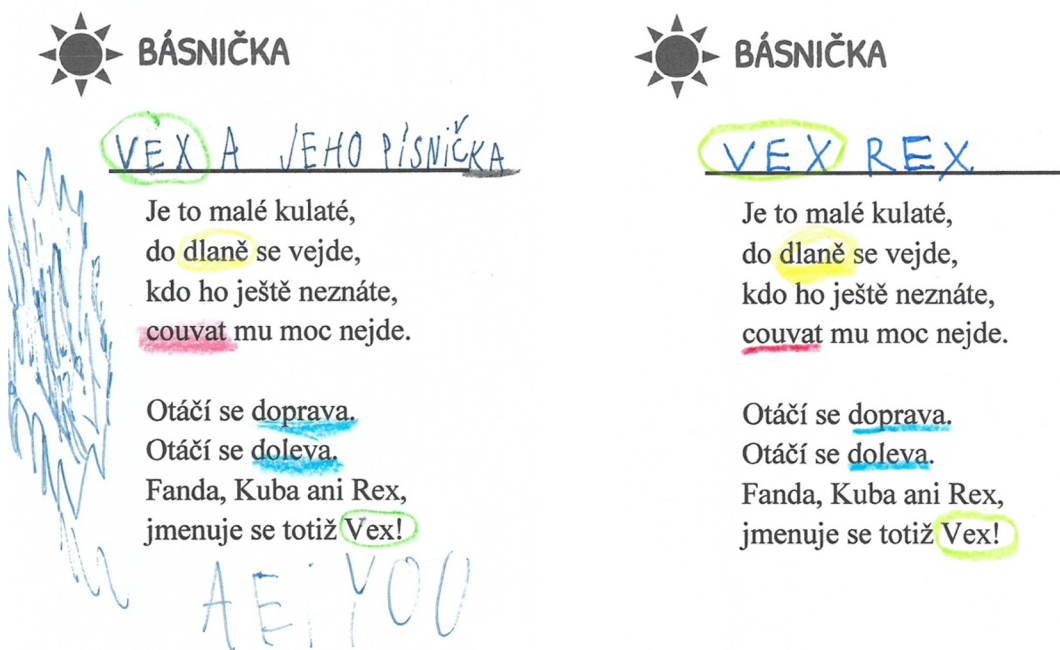 BÁSNIČKA
VEX A JEHO PÍSNIČKA
Je to malé kulaté,
do dlaně se vejde,
kdo ho ještě neznáte,
couvat mu moc nejde.
Otáčí se doprava.
Otáčí se doleva.
Fanda, Kuba ani Rex,
jmenuje se totiž Vex!
AEiYOU
BÁSNIČKA
VEX REX
Je to malé kulaté,
do dlaně se vejde,
kdo ho ještě neznáte,
couvat mu moc nejde.
Otáčí se doprava.
Otáčí se doleva.
Fanda, Kuba ani Rex,
jmenuje se totiž Vex!